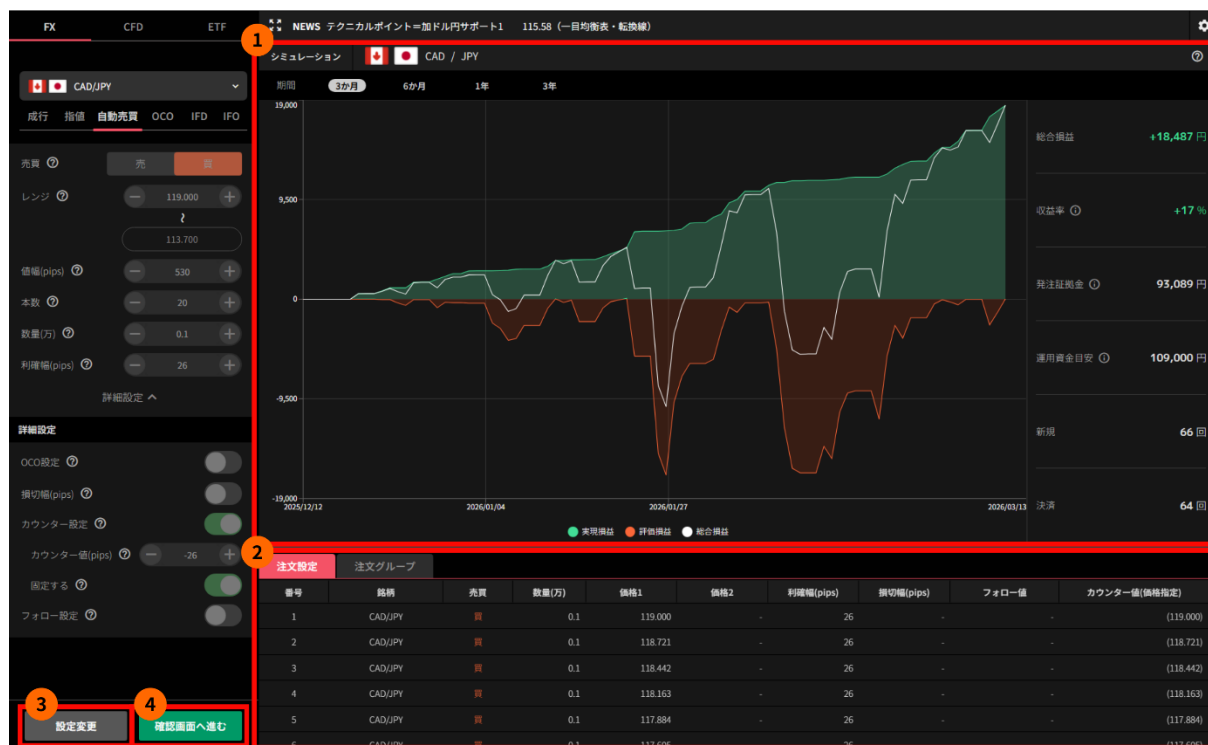 FX CFD ETF
NEWS テクニカルポイント＝加ドル円サポート1 115.58（一目均衡表・転換線）
1
シミュレーション CAD / JPY
CAD/JPY
期間 3か月 6か月 1年 3年
成行 指値 自動売買 OCO IFD IFO
売買 売 買
レンジ 119.000
～
113.700
値幅(pips) 530
本数 20
数量(万) 0.1
利確幅(pips) 26
詳細設定
詳細設定
OCO設定
損切幅(pips)
カウンター設定
カウンター値(pips) -26
固定する
フォロー設定
3
設定変更
4
確認画面へ進む
19,000
9,500
0
-9,500
-19,000
2025/12/12 2026/01/04 2026/01/27 2026/03/13
実現損益 評価損益 総合損益
総合損益 +18,487 円
収益率 +17 %
発注証拠金 93,089 円
運用資金目安 109,000 円
新規 66 回
決済 64 回
2
注文設定 注文グループ
番号 銘柄 売買 数量(万) 価格1 価格2 利確幅(pips) 損切幅(pips) フォロー値 カウンター値(価格指定)
1 CAD/JPY 買 0.1 119.000 - 26 - - (119.000)
2 CAD/JPY 買 0.1 118.721 - 26 - - (118.721)
3 CAD/JPY 買 0.1 118.442 - 26 - - (118.442)
4 CAD/JPY 買 0.1 118.163 - 26 - - (118.163)
5 CAD/JPY 買 0.1 117.884 - 26 - - (117.884)
6 CAD/JPY 買 0.1 117.605 - 26 - - (117.605)